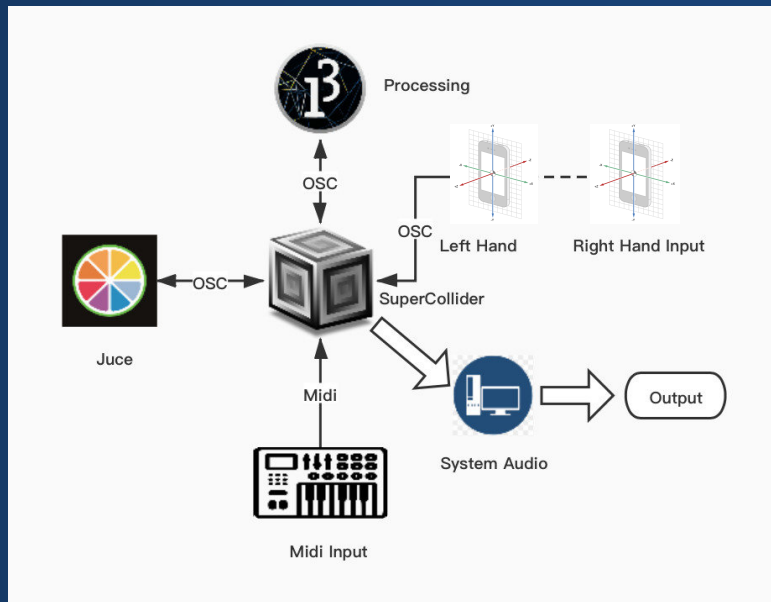 Processing
OSC
OSC
Left Hand
Right Hand Input
OSC
SuperCollider
Juce
Midi
Output
System Audio
Midi Input